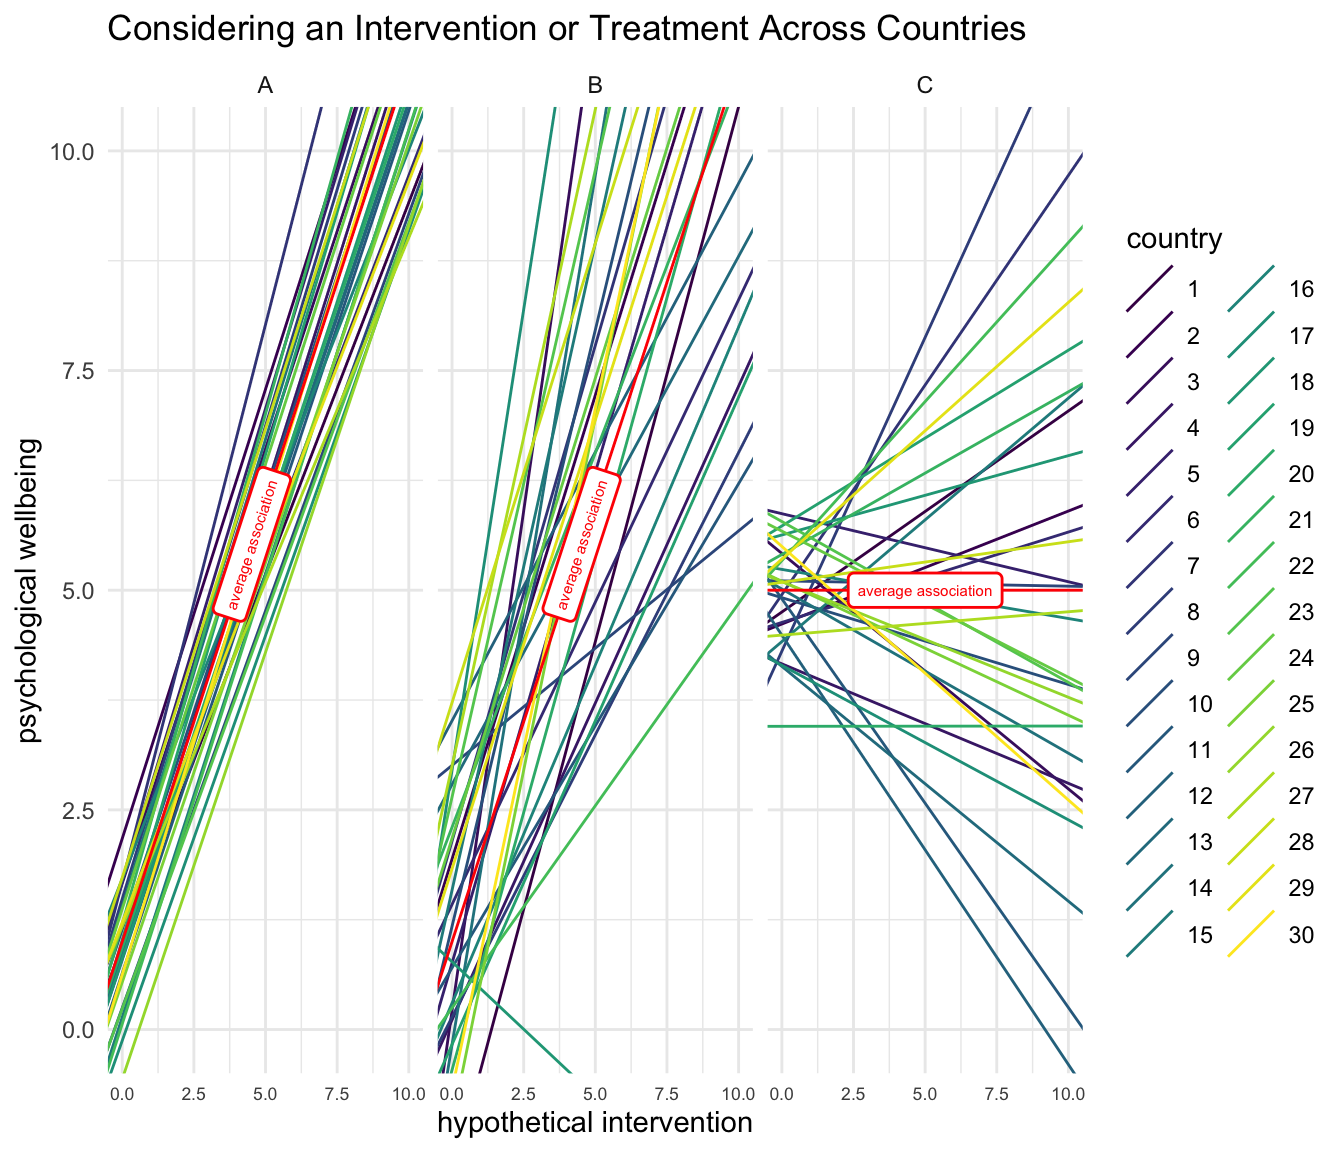 Considering an Intervention or Treatment Across Countries
A
B
C
10.0
7.5
5.0
2.5
0.0
psychological wellbeing
average association
average association
average association
0.0 2.5 5.0 7.5 10.0
0.0 2.5 5.0 7.5 10.0
0.0 2.5 5.0 7.5 10.0
hypothetical intervention
country
1
2
3
4
5
6
7
8
9
10
11
12
13
14
15
16
17
18
19
20
21
22
23
24
25
26
27
28
29
30